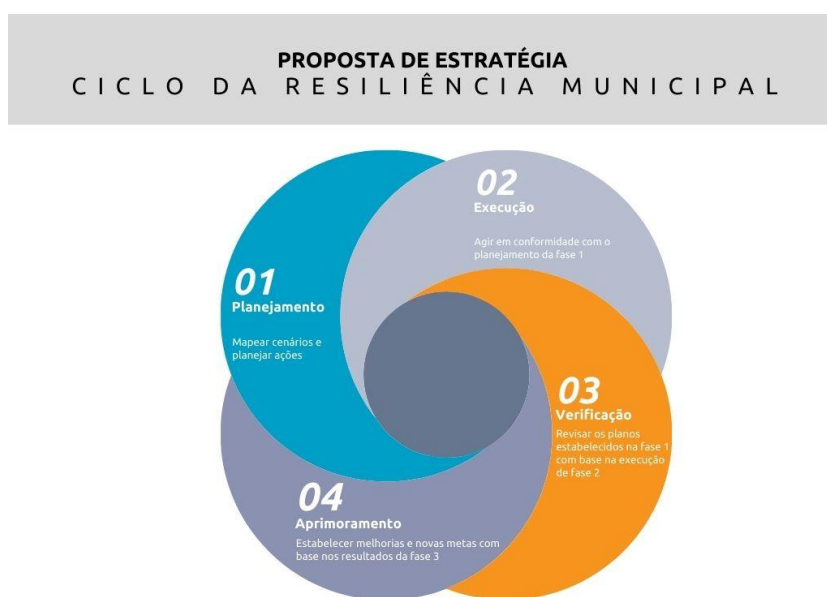 PROPOSTA DE ESTRATÉGIA
CICLO DA RESILIÊNCIA MUNICIPAL
01
Planejamento
Mapear cenários e
planejar ações
02
Execução
Agir em conformidade com o
planejamento da fase 1
03
Verificação
Revisar os planos
estabelecidos na fase 1
com base na execução
de fase 2
04
Aprimoramento
Estabelecer melhorias e novas metas com
base nos resultados da fase 3